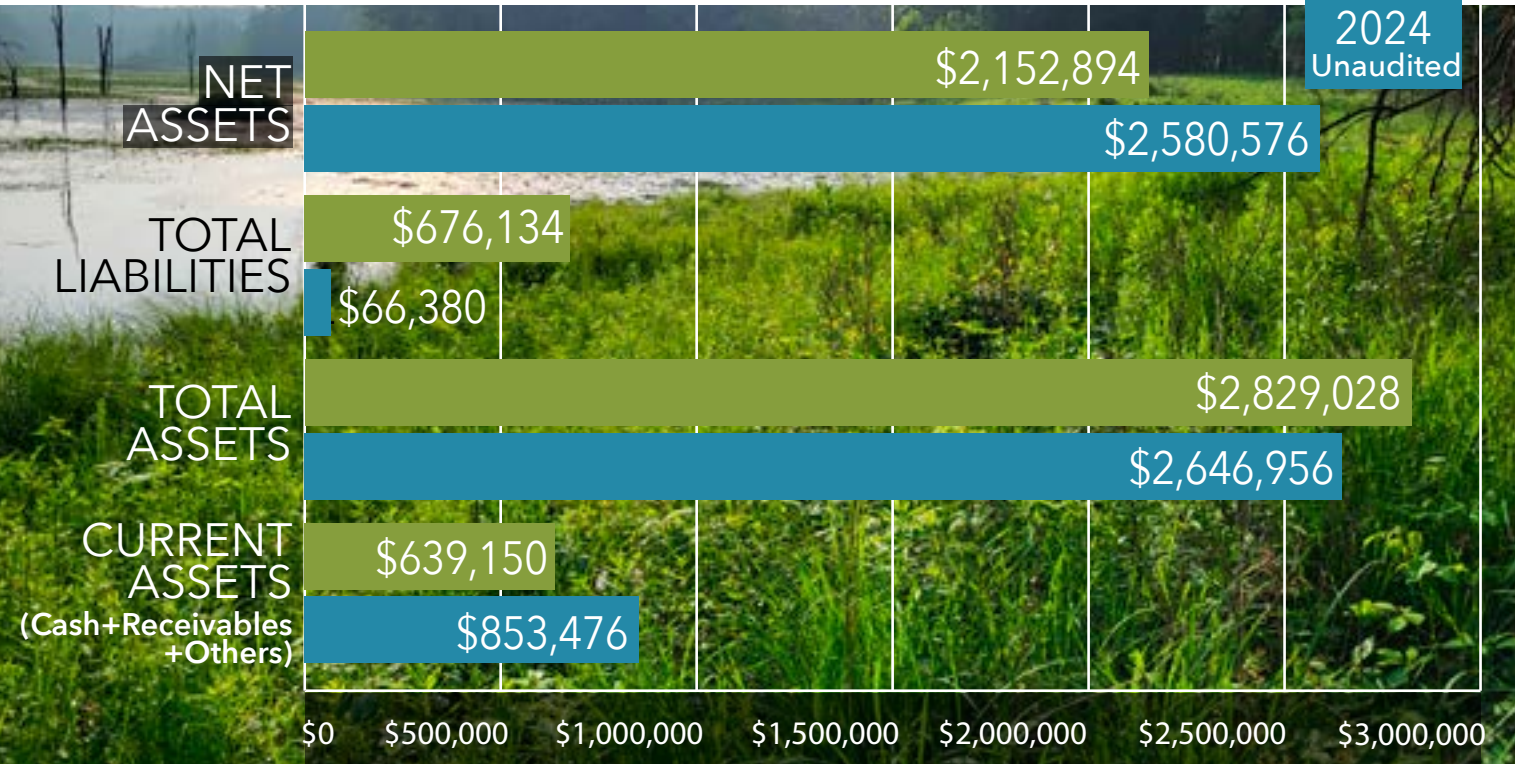 2024
Unaudited
NET
ASSETS
$2,152,894
$2,580,576
TOTAL
LIABILITIES
$676,134
$66,380
TOTAL
ASSETS
$2,829,028
$2,646,956
CURRENT
ASSETS
(Cash+Receivables
+Others)
$639,150
$853,476
$0 $500,000 $1,000,000 $1,500,000 $2,000,000 $2,500,000 $3,000,000